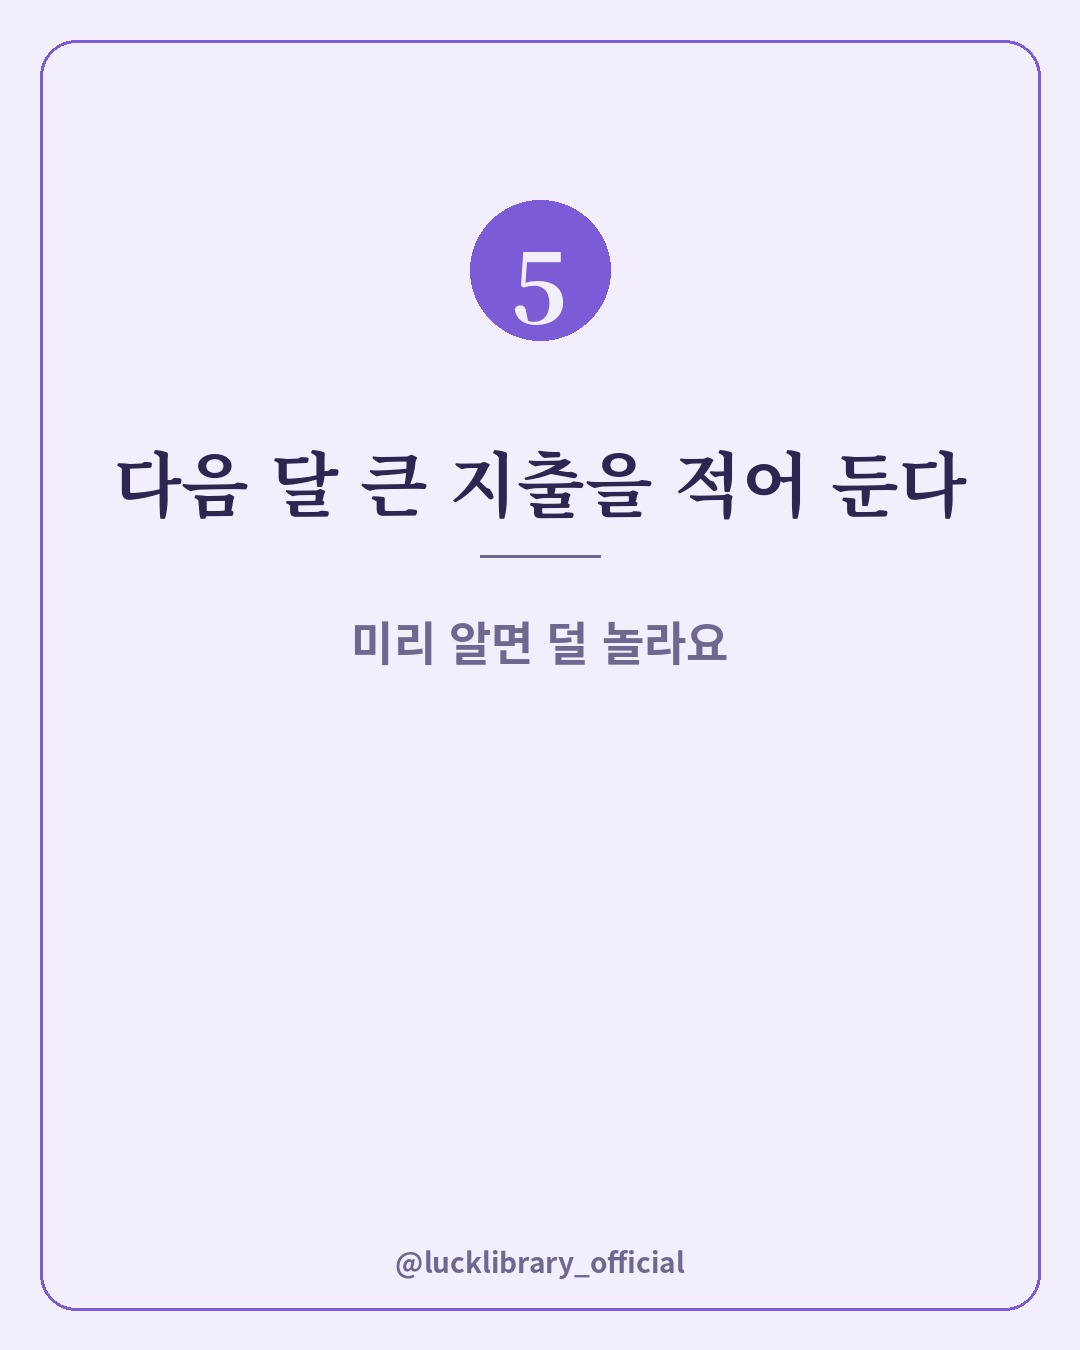 5
다음 달 큰 지출을 적어 둔다
미리 알면 덜 놀라요
@lucklibrary_official